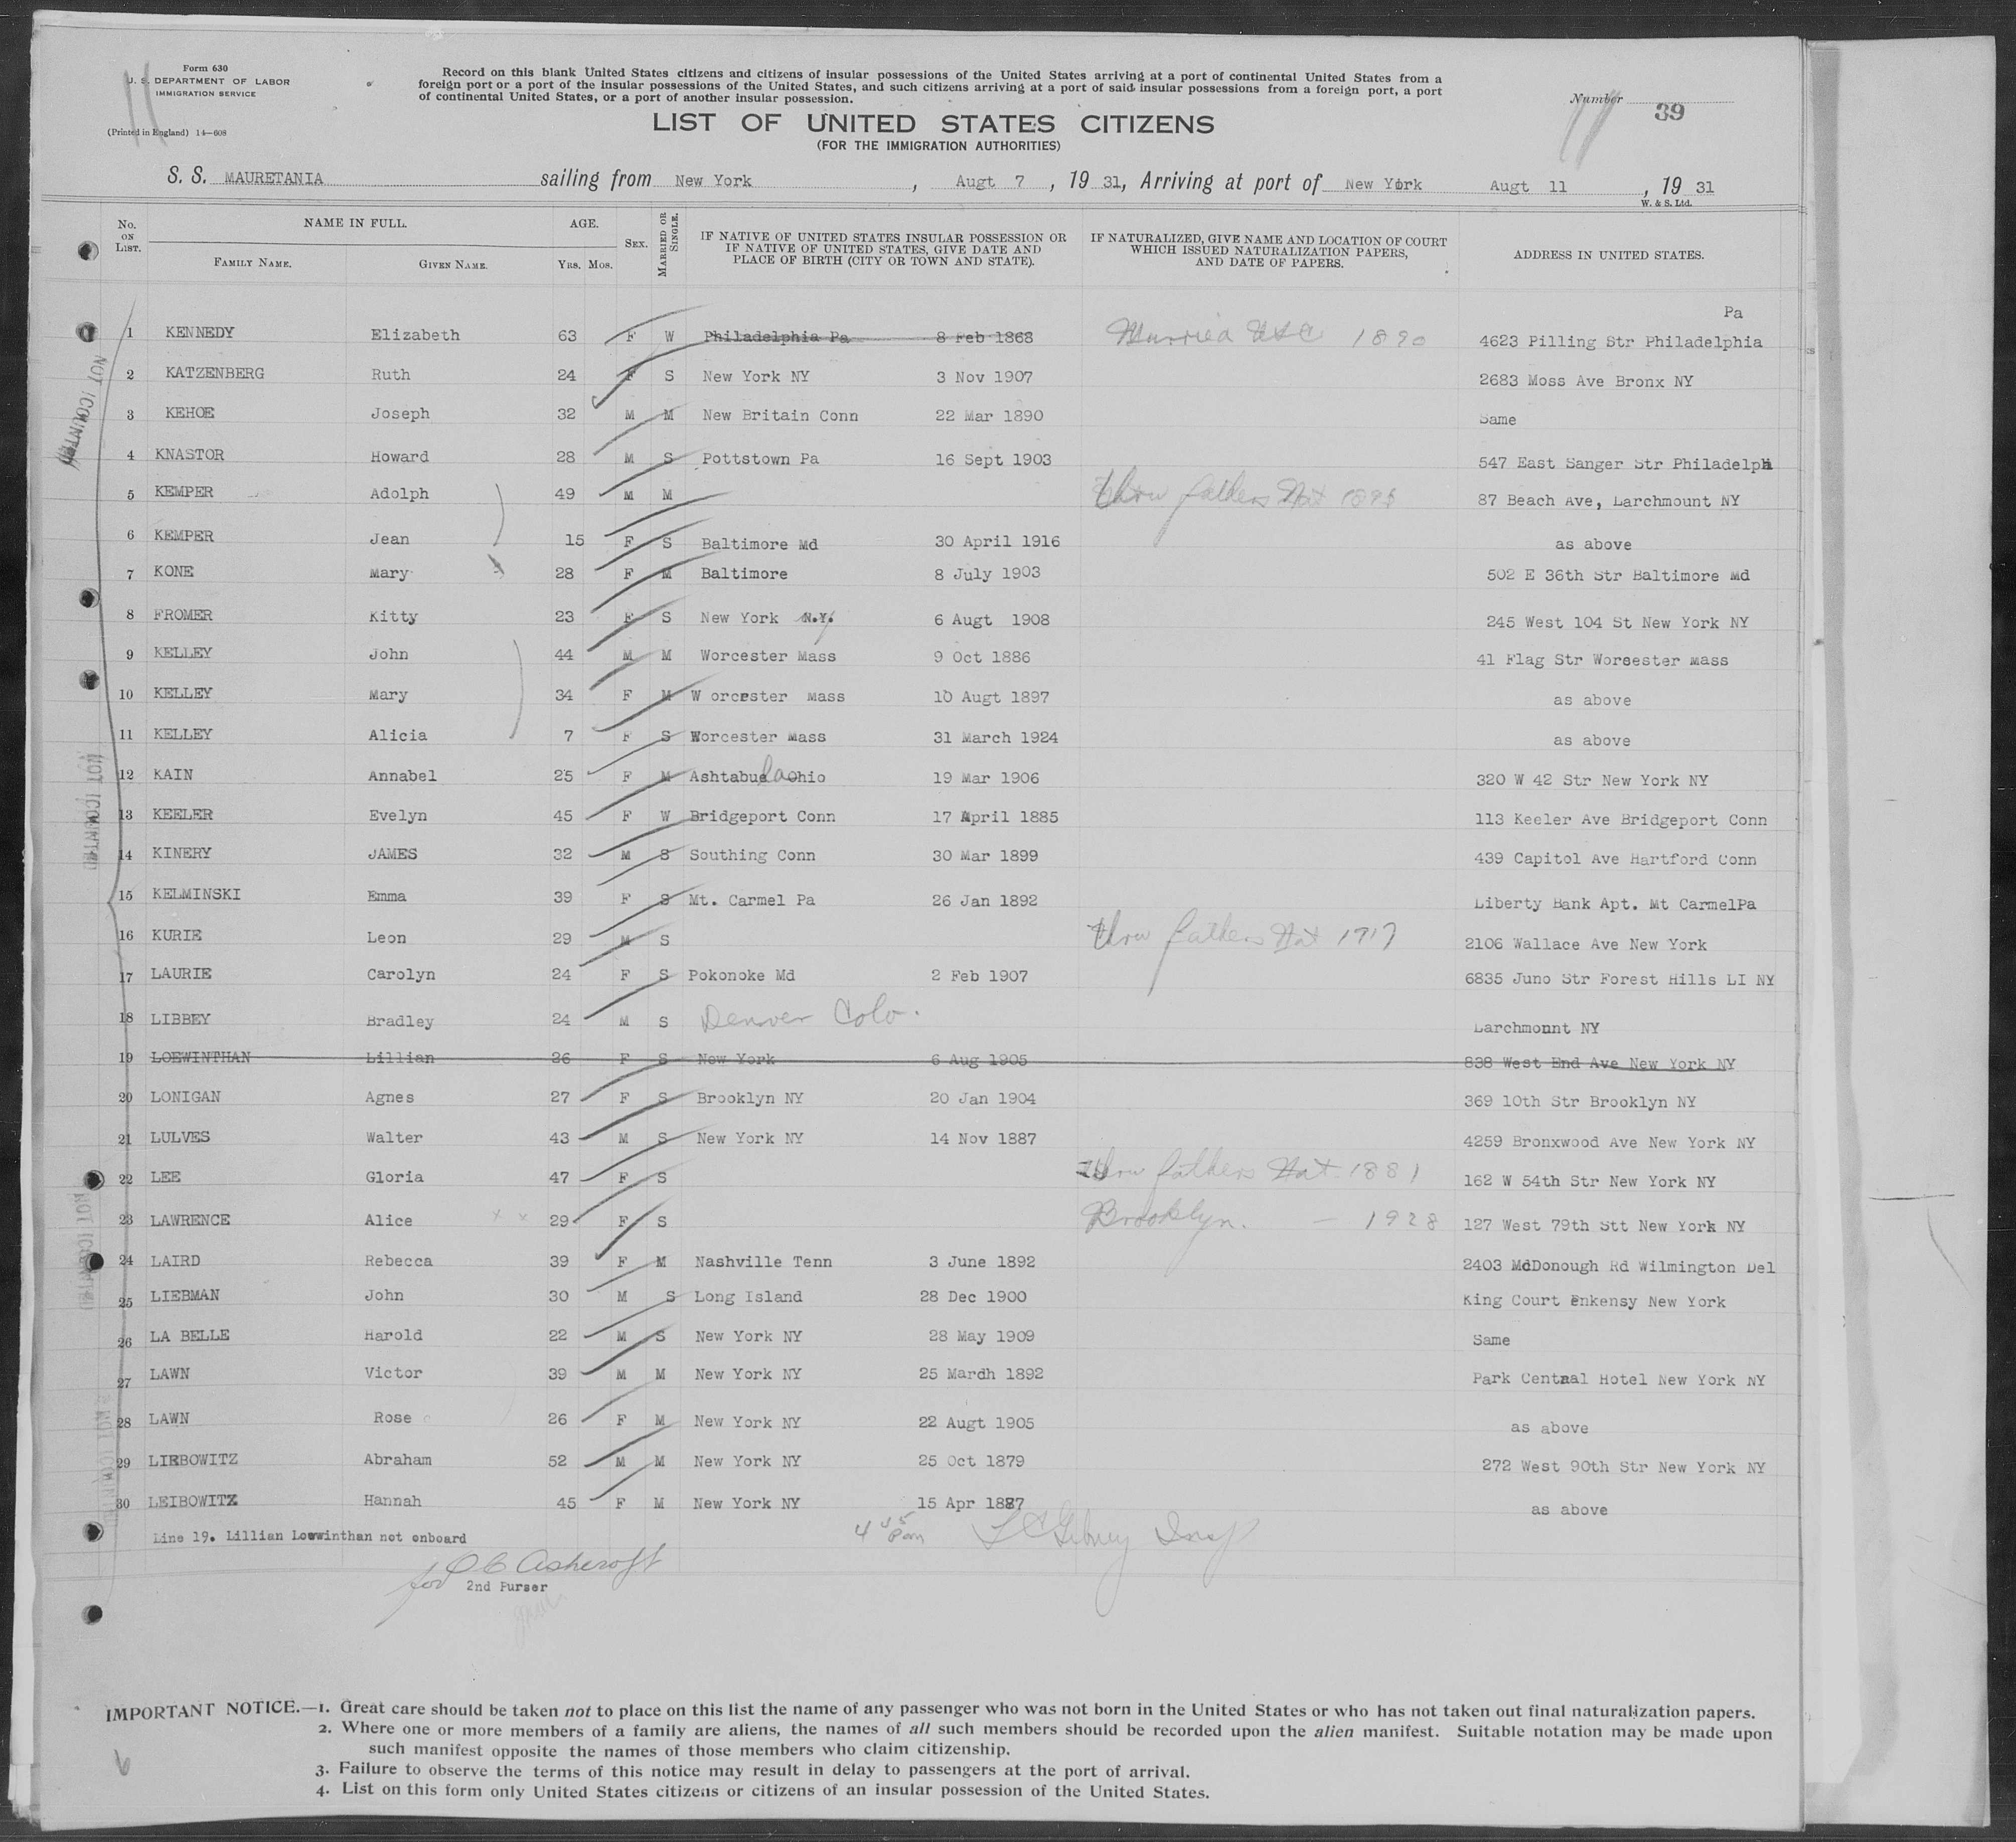 Form 630
U. S. DEPARTMENT OF LABOR
IMMIGRATION SERVICE
(Printed in England) 14—608
Record on this blank United States citizens and citizens of insular possessions of the United States arriving at a port of continental United States from a
foreign port or a port of the insular possessions of the United States, and such citizens arriving at a port of said insular possessions from a foreign port, a port
of continental United States, or a port of another insular possession.
Number 39
LIST OF UNITED STATES CITIZENS
(FOR THE IMMIGRATION AUTHORITIES)
S. S. MAURETANIA sailing from New York, Augt 7, 19 31, Arriving at port of New York Augt 11, 19 31
W. & S. Ltd.
No. ON LIST. NAME IN FULL. AGE. SEX. MARRIED OR SINGLE. IF NATIVE OF UNITED STATES INSULAR POSSESSION OR IF NATIVE OF UNITED STATES, GIVE DATE AND PLACE OF BIRTH (CITY OR TOWN AND STATE). IF NATURALIZED, GIVE NAME AND LOCATION OF COURT WHICH ISSUED NATURALIZATION PAPERS, AND DATE OF PAPERS. ADDRESS IN UNITED STATES.
FAMILY NAME. GIVEN NAME. YRS. MOS.
Pa
1 KENNEDY Elizabeth 63 F W Philadelphia Pa 8 Feb 1868 Married 1890 4623 Pilling Str Philadelphia
2 KATZENBERG Ruth 24 F S New York NY 3 Nov 1907 2683 Moss Ave Bronx NY
3 KEHOE Joseph 32 M M New Britain Conn 22 Mar 1890 Same
4 KNASTOR Howard 28 M S Pottstown Pa 16 Sept 1903 547 East Sanger Str Philadelph
5 KEMPER Adolph 49 M M thru fathers Nat 87 Beach Ave, Larchmount NY
6 KEMPER Jean 15 F S Baltimore Md 30 April 1916 as above
7 KONE Mary 28 F M Baltimore 8 July 1903 502 E 36th Str Baltimore Md
8 FROMER Kitty 23 F S New York N.Y. 6 Augt 1908 245 West 104 St New York NY
9 KELLEY John 44 M M Worcester Mass 9 Oct 1886 41 Flag Str Worsester Mass
10 KELLEY Mary 34 F M W orcester Mass 10 Augt 1897 as above
11 KELLEY Alicia 7 F S Worcester Mass 31 March 1924 as above
12 KAIN Annabel 25 F M Ashtabula Ohio 19 Mar 1906 320 W 42 Str New York NY
13 KEELER Evelyn 45 F W Bridgeport Conn 17 April 1885 113 Keeler Ave Bridgeport Conn
14 KINERY JAMES 32 M S Southing Conn 30 Mar 1899 439 Capitol Ave Hartford Conn
15 KELMINSKI Emma 39 F S Mt. Carmel Pa 26 Jan 1892 Liberty Bank Apt. Mt CarmelPa
16 KURIE Leon 29 M S thru fathers Nat 1917 2106 Wallace Ave New York
17 LAURIE Carolyn 24 F S Pokonoke Md 2 Feb 1907 6835 Juno Str Forest Hills LI NY
18 LIBBEY Bradley 24 M S Denver Colo. Larchmonnt NY
19 LOEWINTHAN Lillian 26 F S New York 6 Aug 1905 838 West End Ave New York NY
20 LONIGAN Agnes 27 F S Brooklyn NY 20 Jan 1904 369 10th Str Brooklyn NY
21 LULVES Walter 43 M S New York NY 14 Nov 1887 4259 Bronxwood Ave New York NY
22 LEE Gloria 47 F S thru fathers Nat. 1881 162 W 54th Str New York NY
23 LAWRENCE Alice 29 F S Brooklyn. — 1928 127 West 79th Stt New York NY
24 LAIRD Rebecca 39 F M Nashville Tenn 3 June 1892 2403 MdDonough Rd Wilmington Del
25 LIEBMAN John 30 M S Long Island 28 Dec 1900 King Court Enkensy New York
26 LA BELLE Harold 22 M S New York NY 28 May 1909 Same
27 LAWN Victor 39 M M New York NY 25 Mardh 1892 Park Central Hotel New York NY
28 LAWN Rose 26 F M New York NY 22 Augt 1905 as above
29 LIEBOWITZ Abraham 52 M M New York NY 25 Oct 1879 272 West 90th Str New York NY
30 LEIBOWITZ Hannah 45 F M New York NY 15 Apr 1887 as above
Line 19. Lillian Loewinthan not onboard
4 45 Pm Insp
for Ashcroft
2nd Purser
NOT COUNTED
NOT COUNTED
NOT COUNTED
IMPORTANT NOTICE.—1. Great care should be taken not to place on this list the name of any passenger who was not born in the United States or who has not taken out final naturalization papers.
2. Where one or more members of a family are aliens, the names of all such members should be recorded upon the alien manifest. Suitable notation may be made upon
such manifest opposite the names of those members who claim citizenship.
3. Failure to observe the terms of this notice may result in delay to passengers at the port of arrival.
4. List on this form only United States citizens or citizens of an insular possession of the United States.